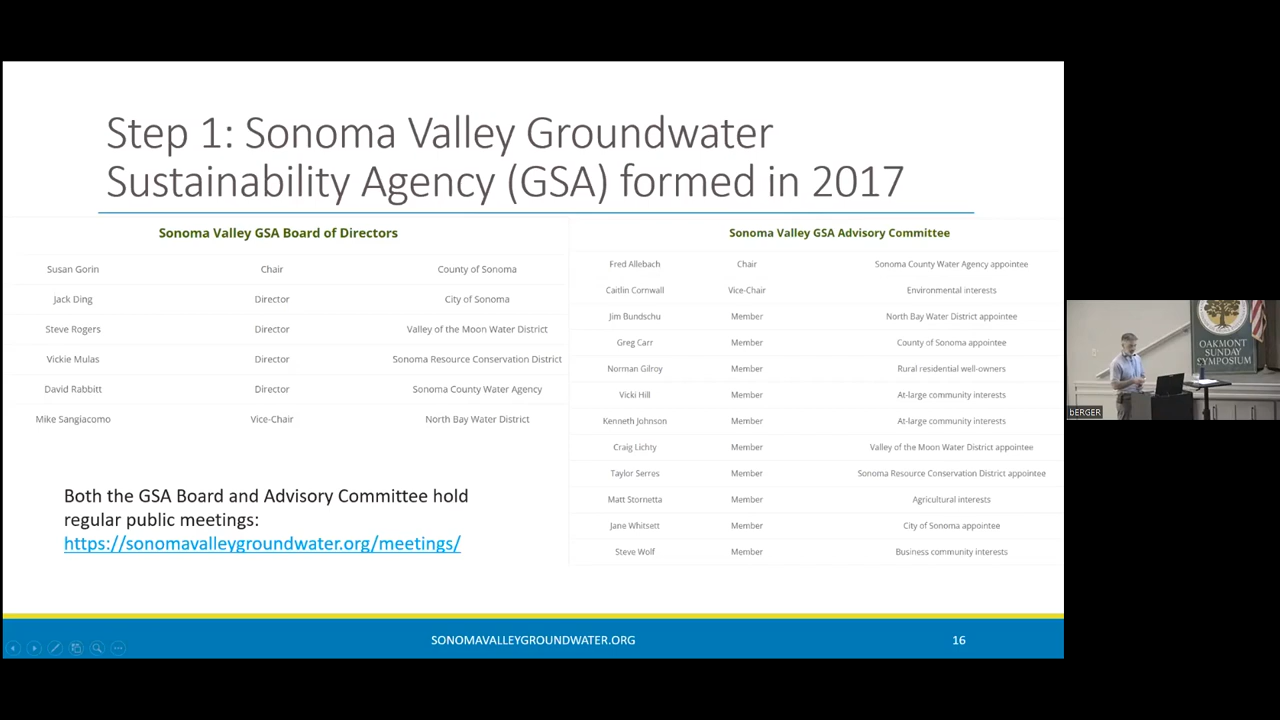 Step 1: Sonoma Valley Groundwater
Sustainability Agency (GSA) formed in 2017
Sonoma Valley GSA Board of Directors
Susan Gorin Chair County of Sonoma
Jack Ding Director City of Sonoma
Steve Rogers Director Valley of the Moon Water District
Vickie Mulas Director Sonoma Resource Conservation District
David Rabbitt Director Sonoma County Water Agency
Mike Sangiacomo Vice-Chair North Bay Water District
Both the GSA Board and Advisory Committee hold
regular public meetings:
https://sonomavalleygroundwater.org/meetings/
Sonoma Valley GSA Advisory Committee
Fred Allebach Chair Sonoma County Water Agency appointee
Caitlin Cornwall Vice-Chair Environmental interests
Jim Bundschu Member North Bay Water District appointee
Greg Carr Member County of Sonoma appointee
Norman Gilroy Member Rural residential well-owners
Vicki Hill Member At-large community interests
Kenneth Johnson Member At-large community interests
Craig Lichty Member Valley of the Moon Water District appointee
Taylor Serres Member Sonoma Resource Conservation District appointee
Matt Stornetta Member Agricultural interests
Jane Whitsett Member City of Sonoma appointee
Steve Wolf Member Business community interests
SONOMAVALLEYGROUNDWATER.ORG 16
OAKMONT
SUNDAY
SYMPOSIUM
bERGER